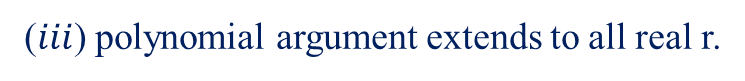 (iii) polynomial argument extends to all real r.